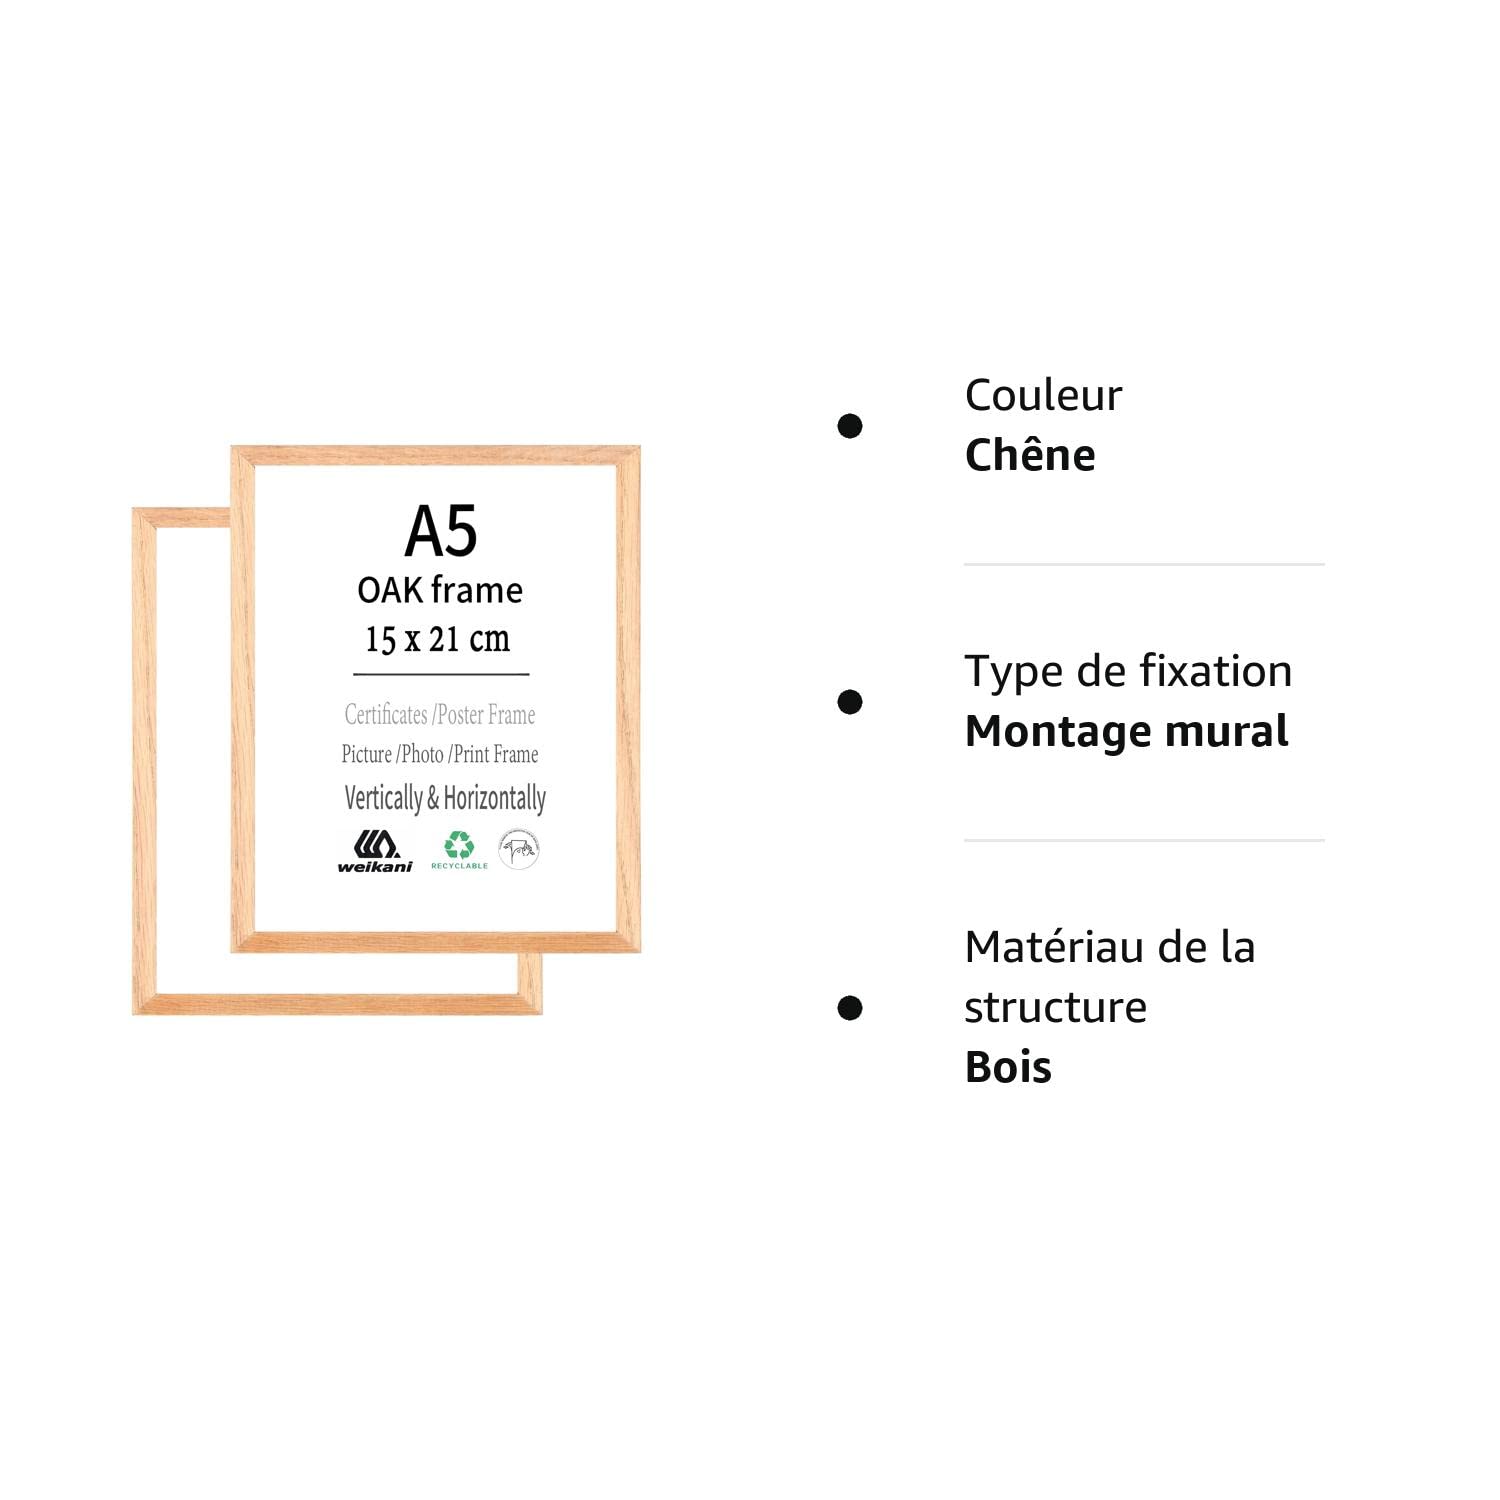 A5
OAK frame
15 x 21 cm
Certificates /Poster Frame
Picture /Photo /Print Frame
Vertically & Horizontally
weikani
RECYCLABLE
Couleur
Chêne
Type de fixation
Montage mural
Matériau de la
structure
Bois